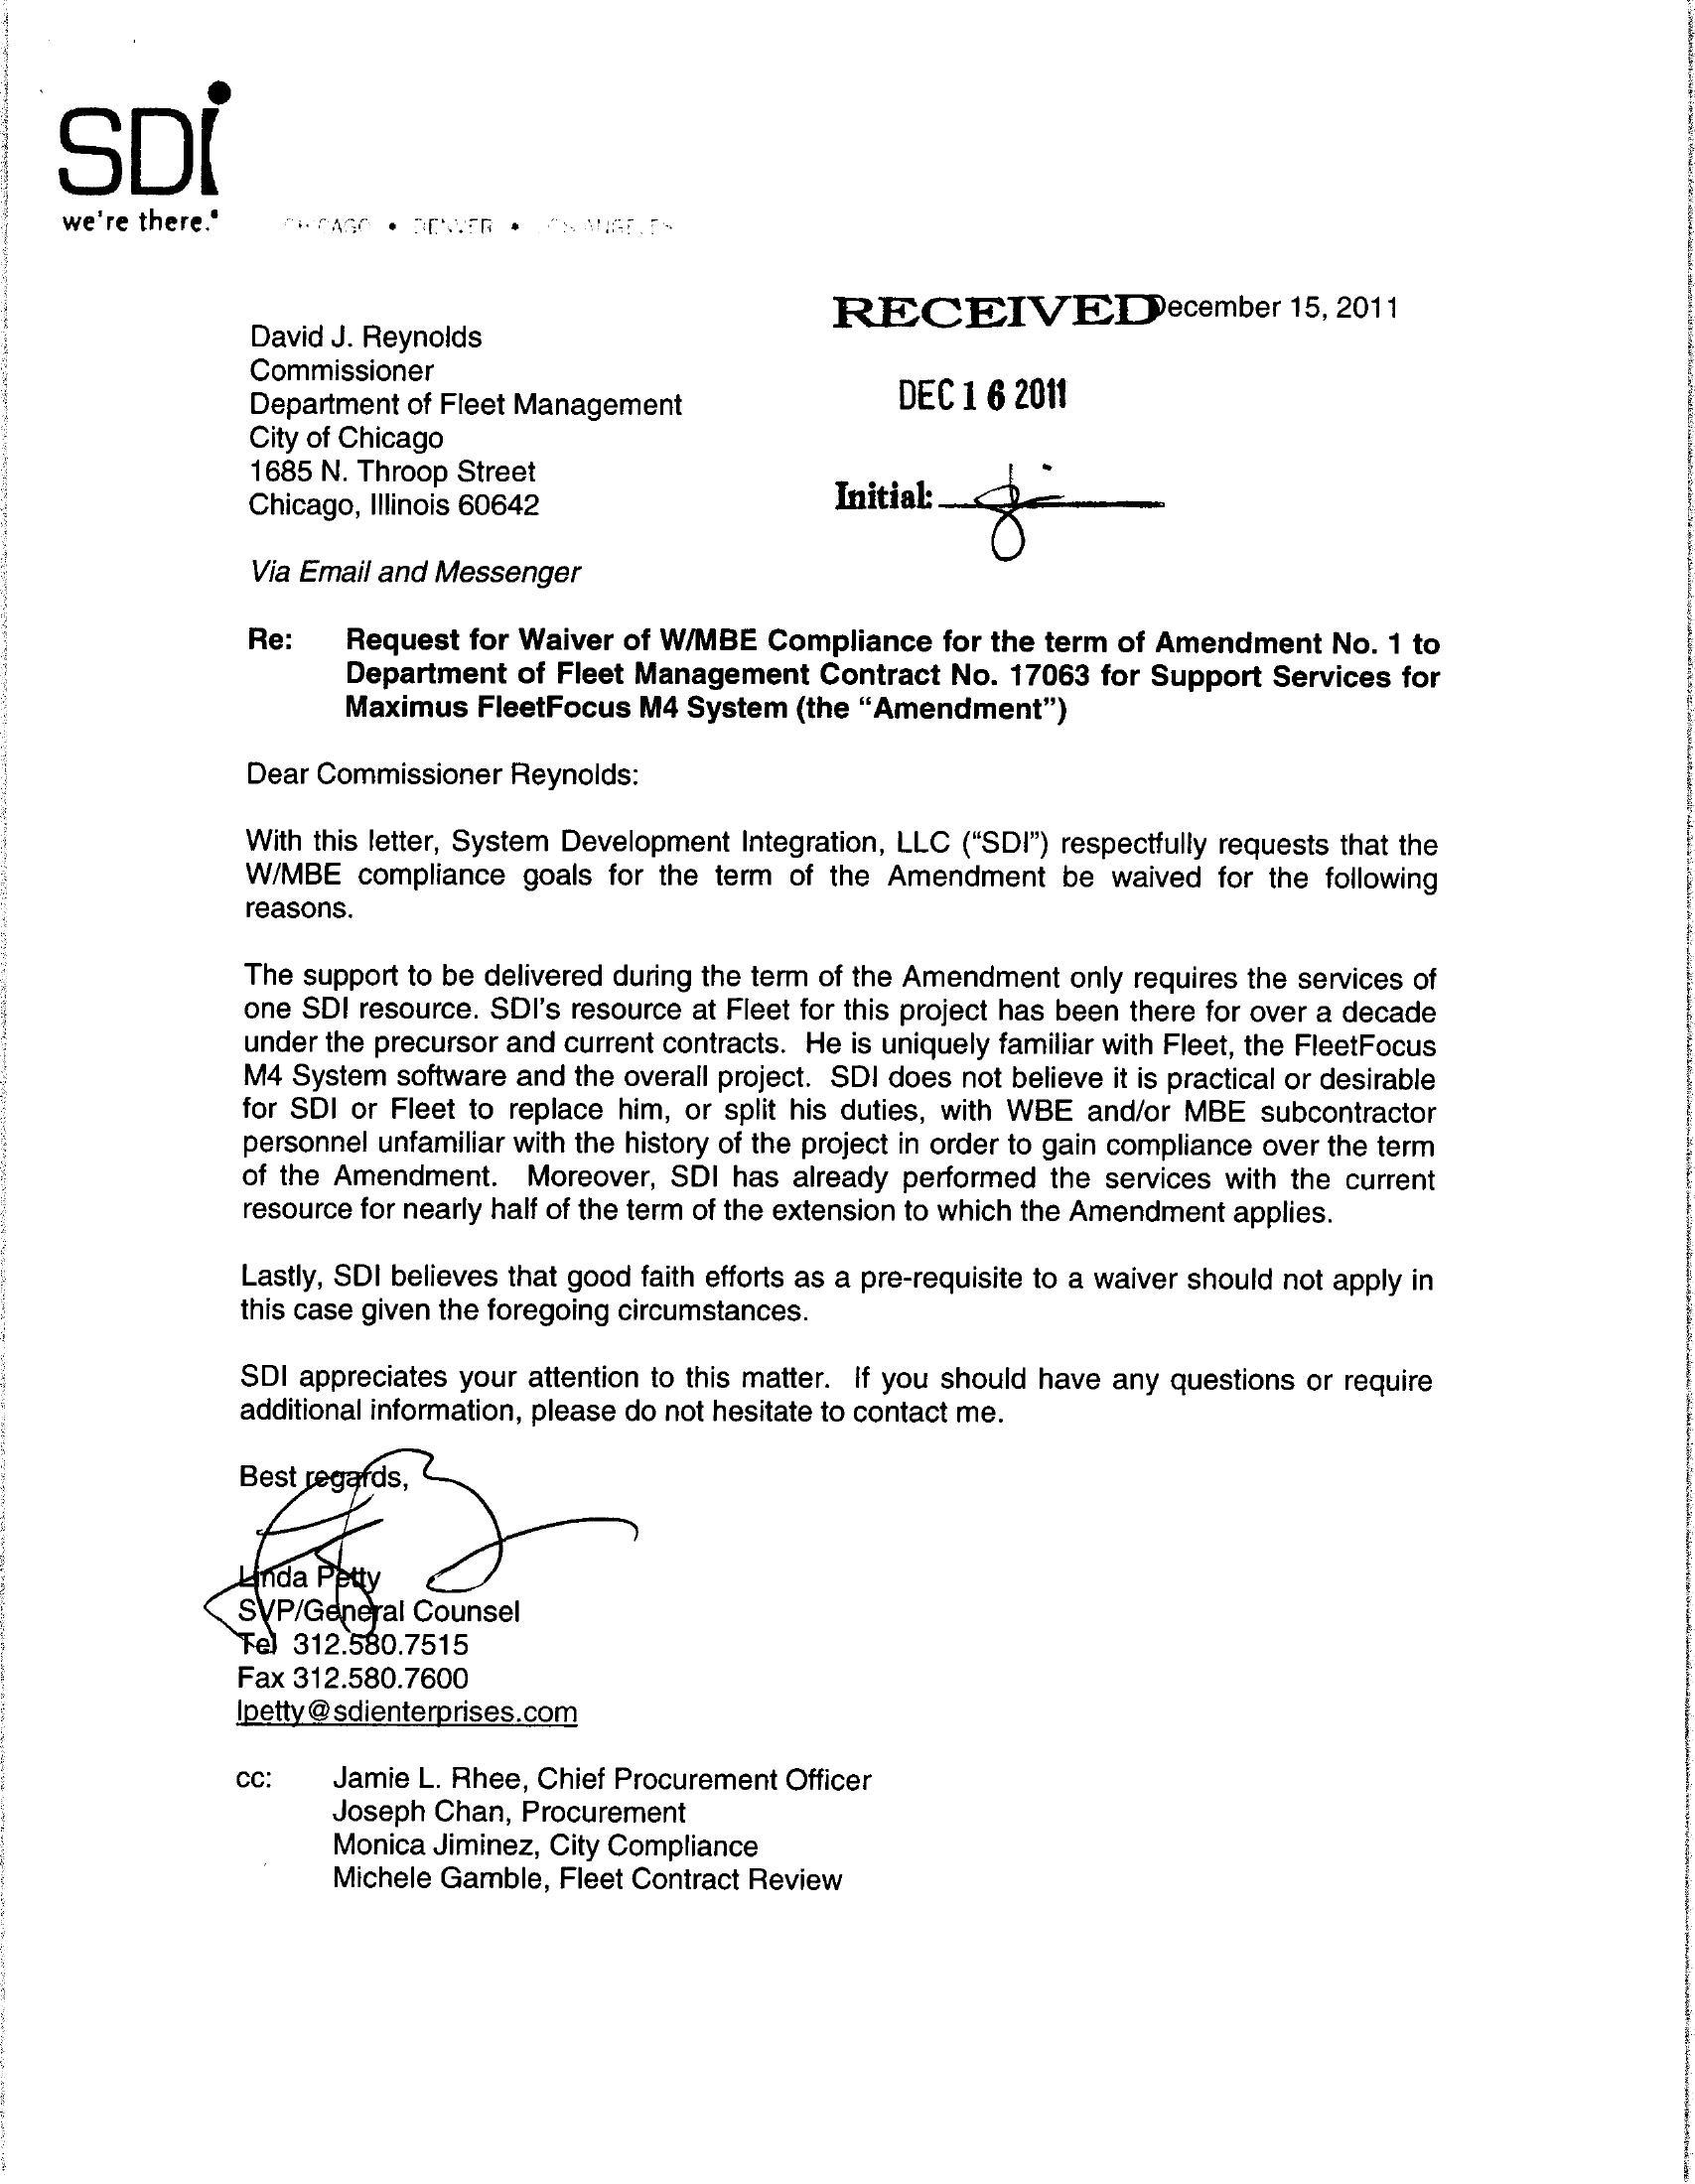 SDI
we're there.
CHICAGO • DENVER • LOS ANGELES
RECEIVED December 15, 2011
David J. Reynolds
Commissioner
Department of Fleet Management
City of Chicago
1685 N. Throop Street
Chicago, Illinois 60642
DEC 16 2011
Initial:
Via Email and Messenger
Re: Request for Waiver of W/MBE Compliance for the term of Amendment No. 1 to
Department of Fleet Management Contract No. 17063 for Support Services for
Maximus FleetFocus M4 System (the “Amendment”)
Dear Commissioner Reynolds:
With this letter, System Development Integration, LLC (“SDI”) respectfully requests that the
W/MBE compliance goals for the term of the Amendment be waived for the following
reasons.
The support to be delivered during the term of the Amendment only requires the services of
one SDI resource. SDI's resource at Fleet for this project has been there for over a decade
under the precursor and current contracts. He is uniquely familiar with Fleet, the FleetFocus
M4 System software and the overall project. SDI does not believe it is practical or desirable
for SDI or Fleet to replace him, or split his duties, with WBE and/or MBE subcontractor
personnel unfamiliar with the history of the project in order to gain compliance over the term
of the Amendment. Moreover, SDI has already performed the services with the current
resource for nearly half of the term of the extension to which the Amendment applies.
Lastly, SDI believes that good faith efforts as a pre-requisite to a waiver should not apply in
this case given the foregoing circumstances.
SDI appreciates your attention to this matter. If you should have any questions or require
additional information, please do not hesitate to contact me.
Best regards,
Linda Petty
SVP/General Counsel
Tel 312.580.7515
Fax 312.580.7600
lpetty@sdienterprises.com
cc: Jamie L. Rhee, Chief Procurement Officer
Joseph Chan, Procurement
Monica Jiminez, City Compliance
Michele Gamble, Fleet Contract Review